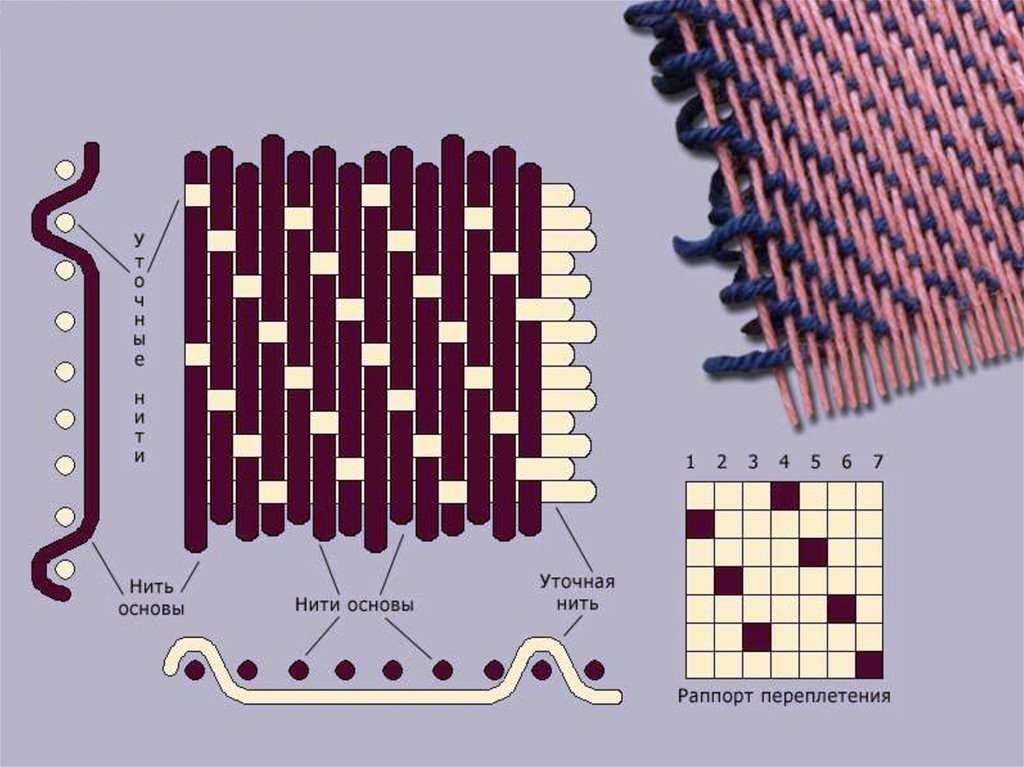 Уточные нити
1 2 3 4 5 6 7
Нить
основы
Нити основы
Уточная
нить
Раппорт переплетения